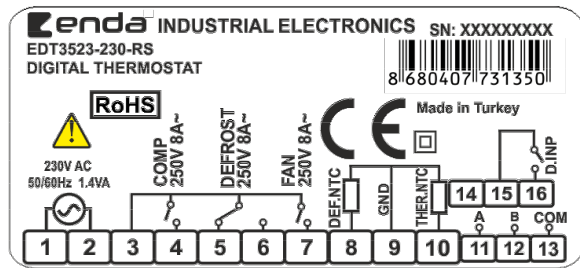 enda INDUSTRIAL ELECTRONICS
SN: XXXXXXXXX
EDT3523-230-RS
DIGITAL THERMOSTAT
8 680407 731350
RoHS
CE
Made in Turkey
230V AC
50/60Hz 1.4VA
COMP
250V 8A~
DEFROST
250V 8A~
FAN
250V 8A~
DEF.NTC
GND
THER.NTC
D.INP
14 15 16
A B COM
1 2 3 4 5 6 7 8 9 10 11 12 13